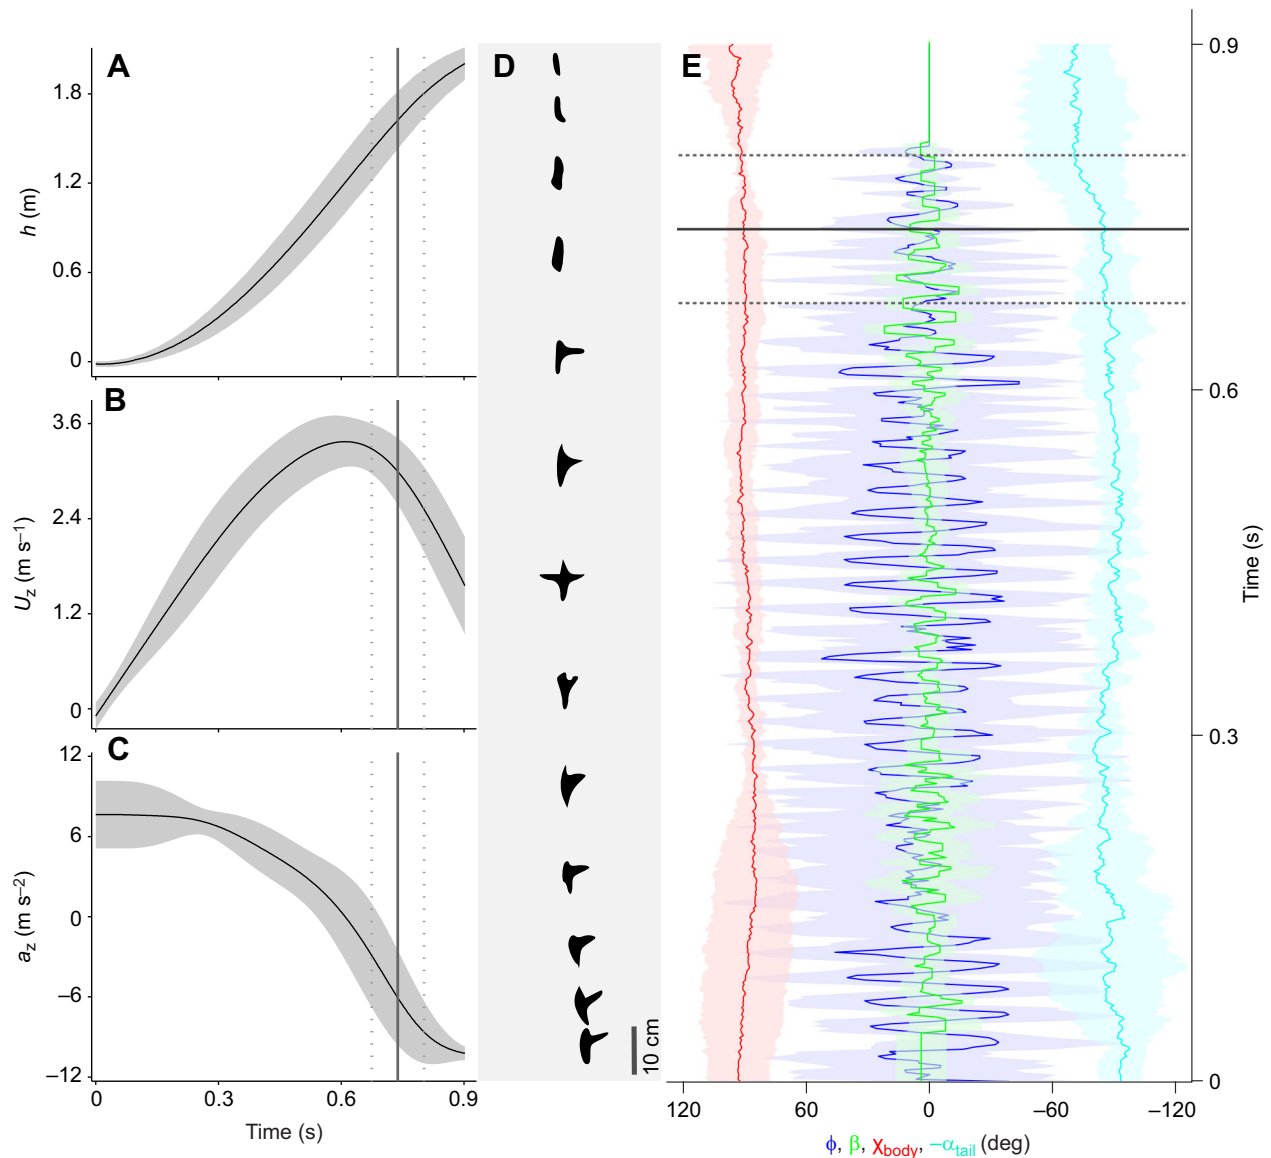 A
h (m)
1.8
1.2
0.6
0
B
U_z (m s⁻¹)
3.6
2.4
1.2
0
C
a_z (m s⁻²)
12
6
0
–6
–12
0 0.3 0.6 0.9
Time (s)
D
10 cm
E
0.9
0.6
0.3
0
Time (s)
120 60 0 –60 –120
ϕ, β, χ_body, –α_tail (deg)